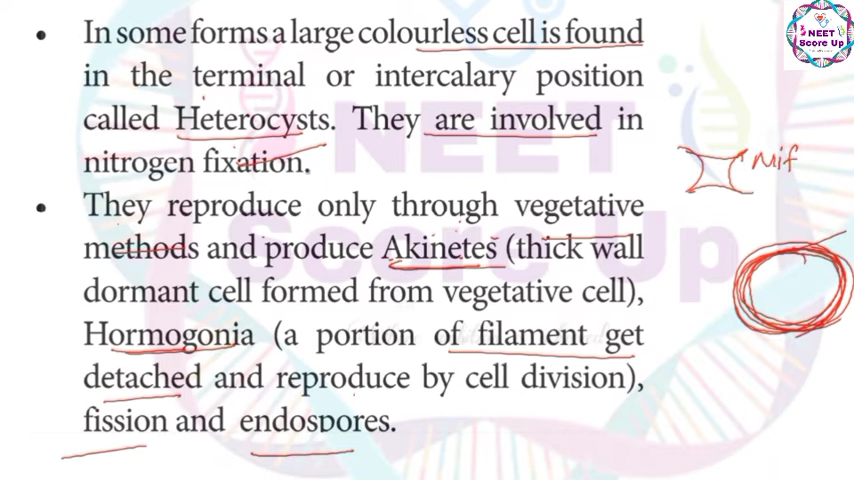 • In some forms a large colourless cell is found
in the terminal or intercalary position
called Heterocysts. They are involved in
nitrogen fixation.
• They reproduce only through vegetative
methods and produce Akinetes (thick wall
dormant cell formed from vegetative cell),
Hormogonia (a portion of filament get
detached and reproduce by cell division),
fission and endospores.
nif
NEET
Score Up
NEET
Score Up